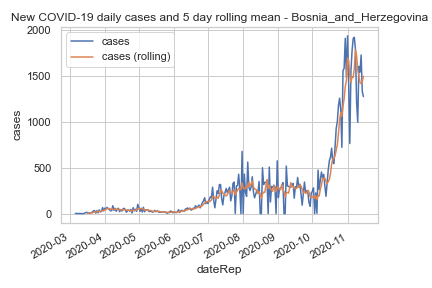 New COVID-19 daily cases and 5 day rolling mean - Bosnia_and_Herzegovina
cases
cases (rolling)
2000
1500
1000
500
0
cases
2020-03
2020-04
2020-05
2020-06
2020-07
2020-08
2020-09
2020-10
2020-11
dateRep